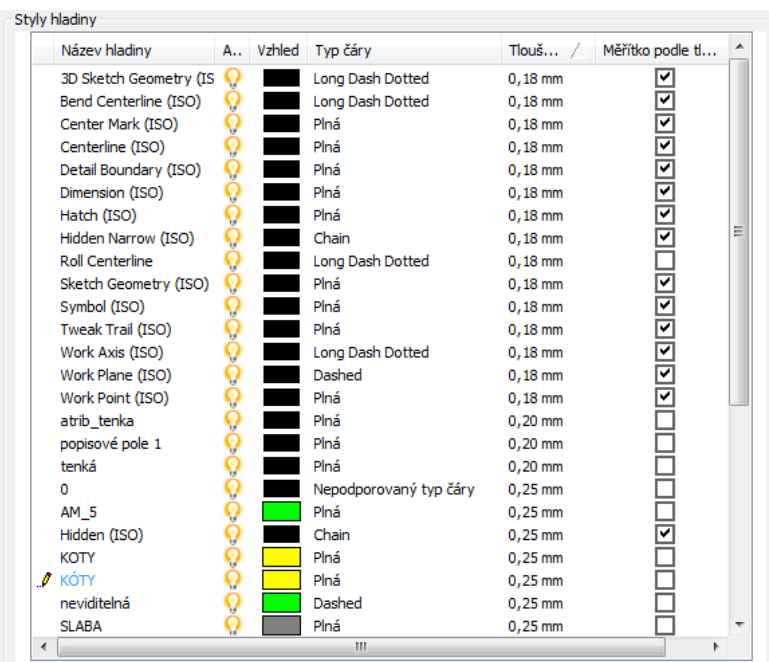 Styly hladiny
Název hladiny A.. Vzhled Typ čáry Tlouš... Měřítko podle tl...
3D Sketch Geometry (IS Long Dash Dotted 0,18 mm
Bend Centerline (ISO) Long Dash Dotted 0,18 mm
Center Mark (ISO) Plná 0,18 mm
Centerline (ISO) Plná 0,18 mm
Detail Boundary (ISO) Plná 0,18 mm
Dimension (ISO) Plná 0,18 mm
Hatch (ISO) Plná 0,18 mm
Hidden Narrow (ISO) Chain 0,18 mm
Roll Centerline Long Dash Dotted 0,18 mm
Sketch Geometry (ISO) Plná 0,18 mm
Symbol (ISO) Plná 0,18 mm
Tweak Trail (ISO) Plná 0,18 mm
Work Axis (ISO) Long Dash Dotted 0,18 mm
Work Plane (ISO) Dashed 0,18 mm
Work Point (ISO) Plná 0,18 mm
atrib_tenka Plná 0,20 mm
popisové pole 1 Plná 0,20 mm
tenká Plná 0,20 mm
0 Nepodporovaný typ čáry 0,25 mm
AM_5 Plná 0,25 mm
Hidden (ISO) Chain 0,25 mm
KOTY Plná 0,25 mm
KÓTY Plná 0,25 mm
neviditelná Dashed 0,25 mm
SLABA Plná 0,25 mm